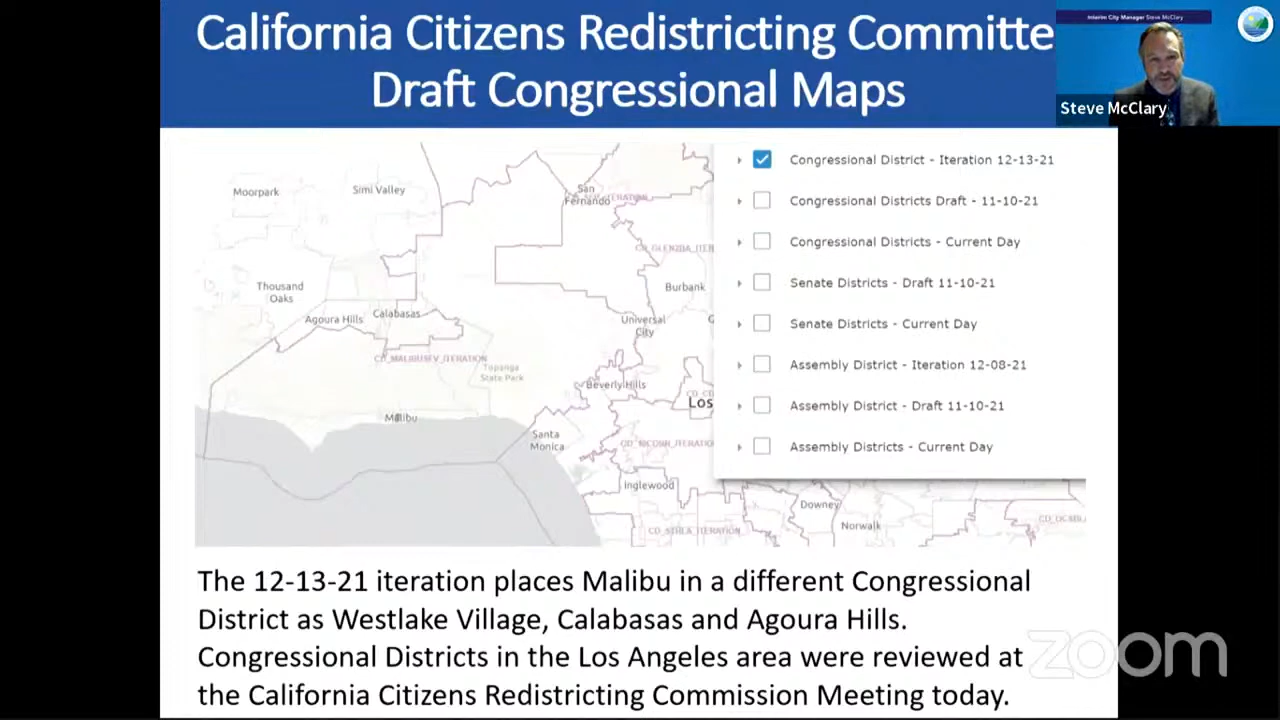 California Citizens Redistricting Committe
Draft Congressional Maps
Interim City Manager Steve McClary
Steve McClary
Moorpark
Simi Valley
San
Fernando
Thousand
Oaks
Agoura Hills
Calabasas
CD_MALIBUSFV_ITERATION
Topanga
State Park
Malibu
Burbank
Universal
City
Beverly Hills
Los
Santa
Monica
Inglewood
CD_STHLA_ITERATION
Downey
Norwalk
Congressional District - Iteration 12-13-21
Congressional Districts Draft - 11-10-21
Congressional Districts - Current Day
Senate Districts - Draft 11-10-21
Senate Districts - Current Day
Assembly District - Iteration 12-08-21
Assembly District - Draft 11-10-21
Assembly Districts - Current Day
The 12-13-21 iteration places Malibu in a different Congressional
District as Westlake Village, Calabasas and Agoura Hills.
Congressional Districts in the Los Angeles area were reviewed at
the California Citizens Redistricting Commission Meeting today.
zoom